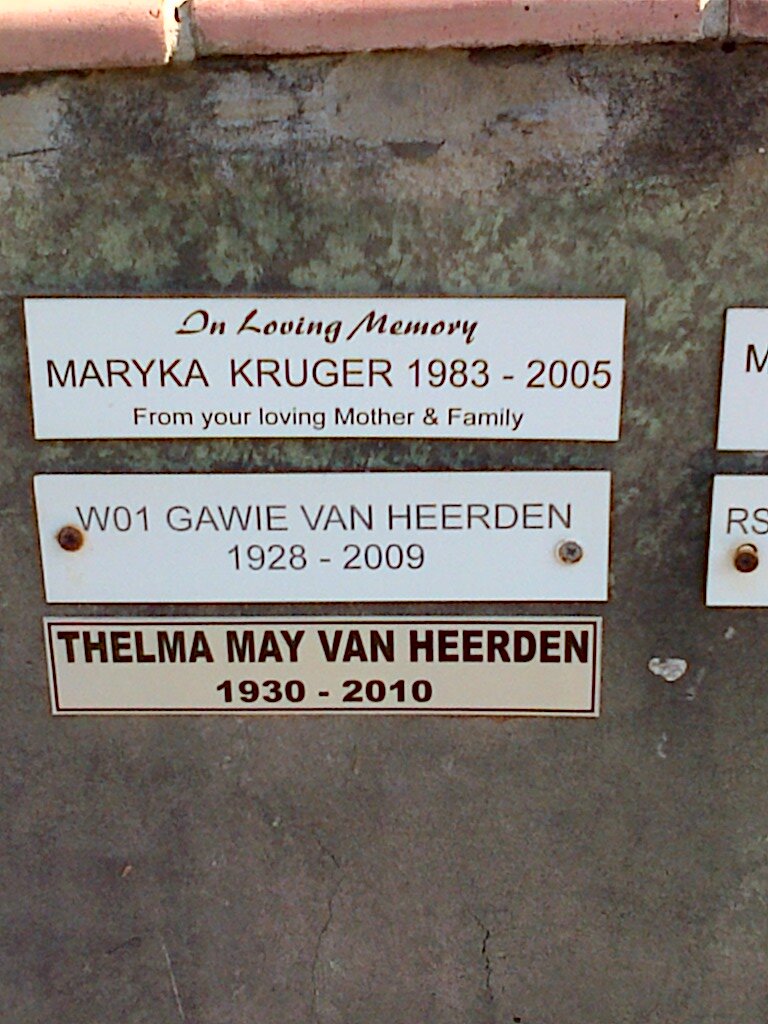 In Loving Memory
MARYKA KRUGER 1983 - 2005
From your loving Mother & Family
W01 GAWIE VAN HEERDEN
1928 - 2009
THELMA MAY VAN HEERDEN
1930 - 2010